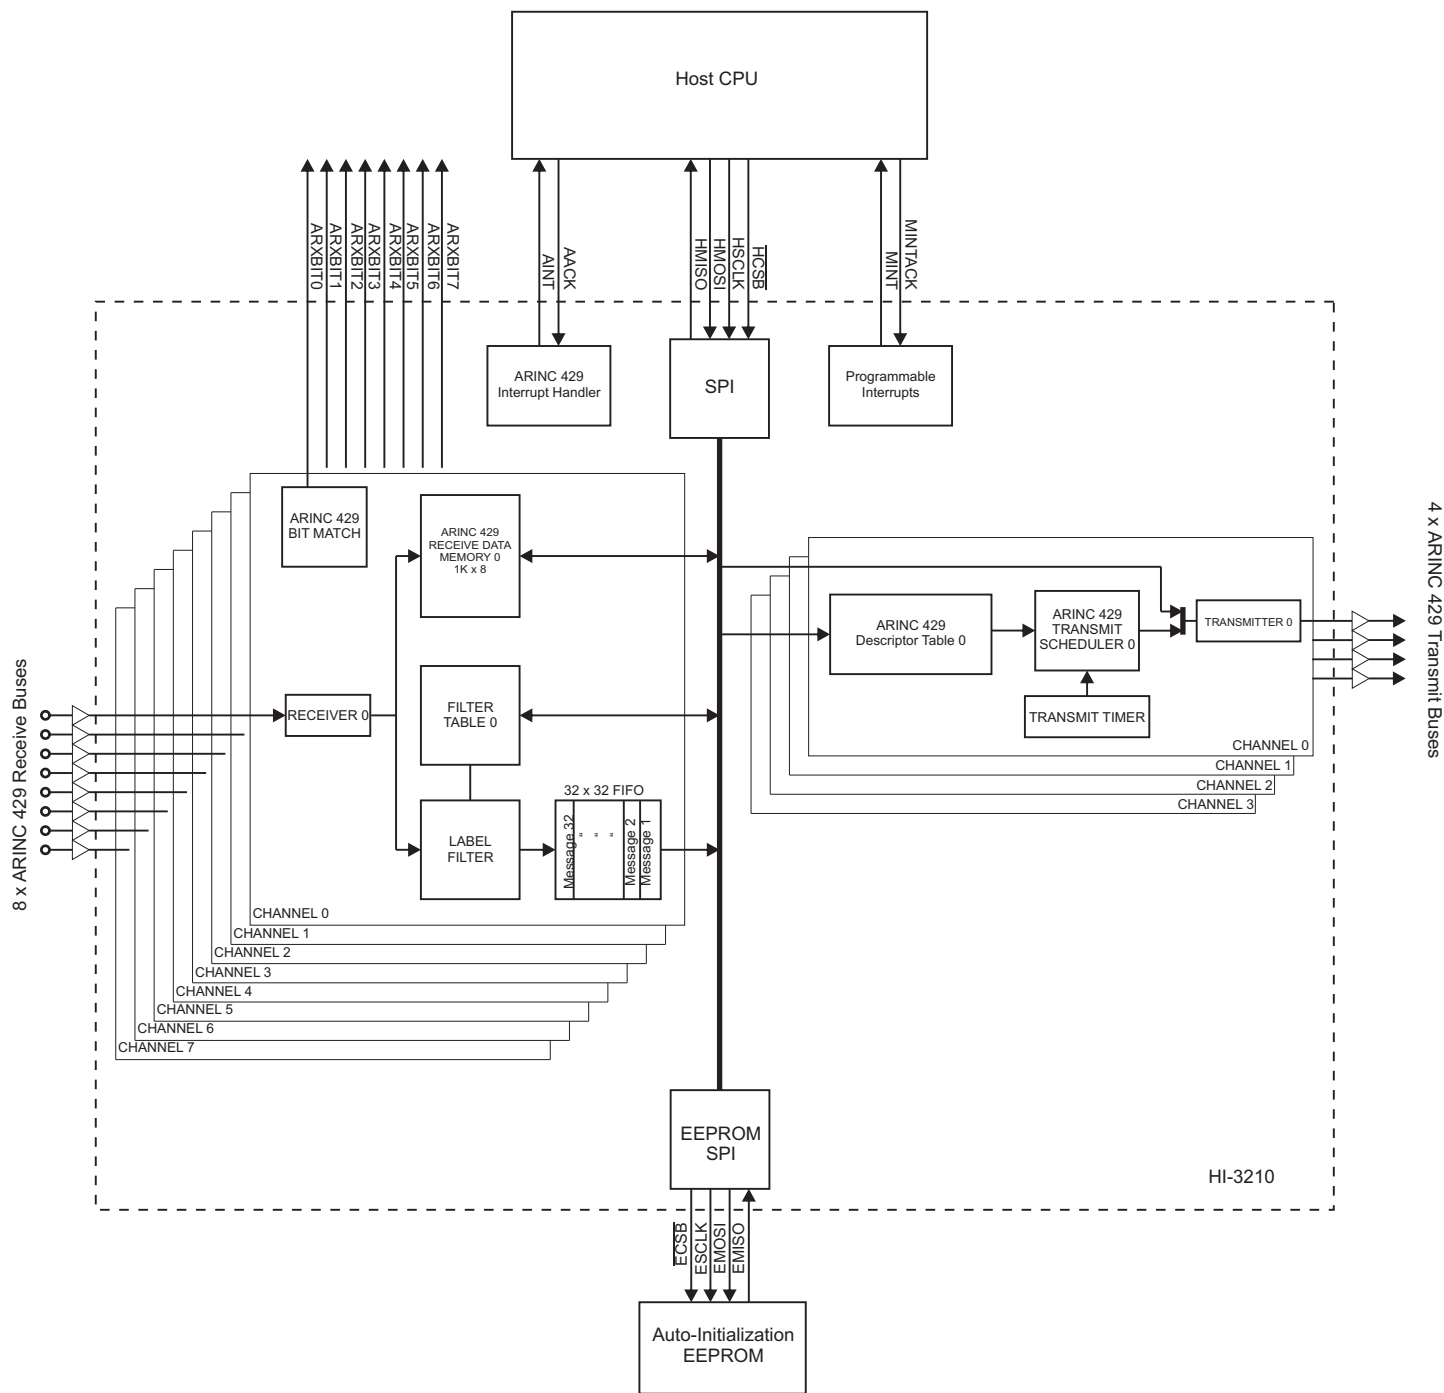 Host CPU
ARXBIT0
ARXBIT1
ARXBIT2
ARXBIT3
ARXBIT4
ARXBIT5
ARXBIT6
ARXBIT7
AINT
AACK
HMISO
HMOSI
HSCLK
HCSB
MINT
MINTACK
ARINC 429
Interrupt Handler
SPI
Programmable
Interrupts
ARINC 429
BIT MATCH
ARINC 429
RECEIVE DATA
MEMORY 0
1K x 8
RECEIVER 0
FILTER
TABLE 0
LABEL
FILTER
32 x 32 FIFO
Message 32
" " "
Message 2
Message 1
CHANNEL 0
CHANNEL 1
CHANNEL 2
CHANNEL 3
CHANNEL 4
CHANNEL 5
CHANNEL 6
CHANNEL 7
8 x ARINC 429 Receive Buses
ARINC 429
Descriptor Table 0
ARINC 429
TRANSMIT
SCHEDULER 0
TRANSMITTER 0
TRANSMIT TIMER
CHANNEL 0
CHANNEL 1
CHANNEL 2
CHANNEL 3
4 x ARINC 429 Transmit Buses
EEPROM
SPI
HI-3210
ECSB
ESCLK
EMOSI
EMISO
Auto-Initialization
EEPROM